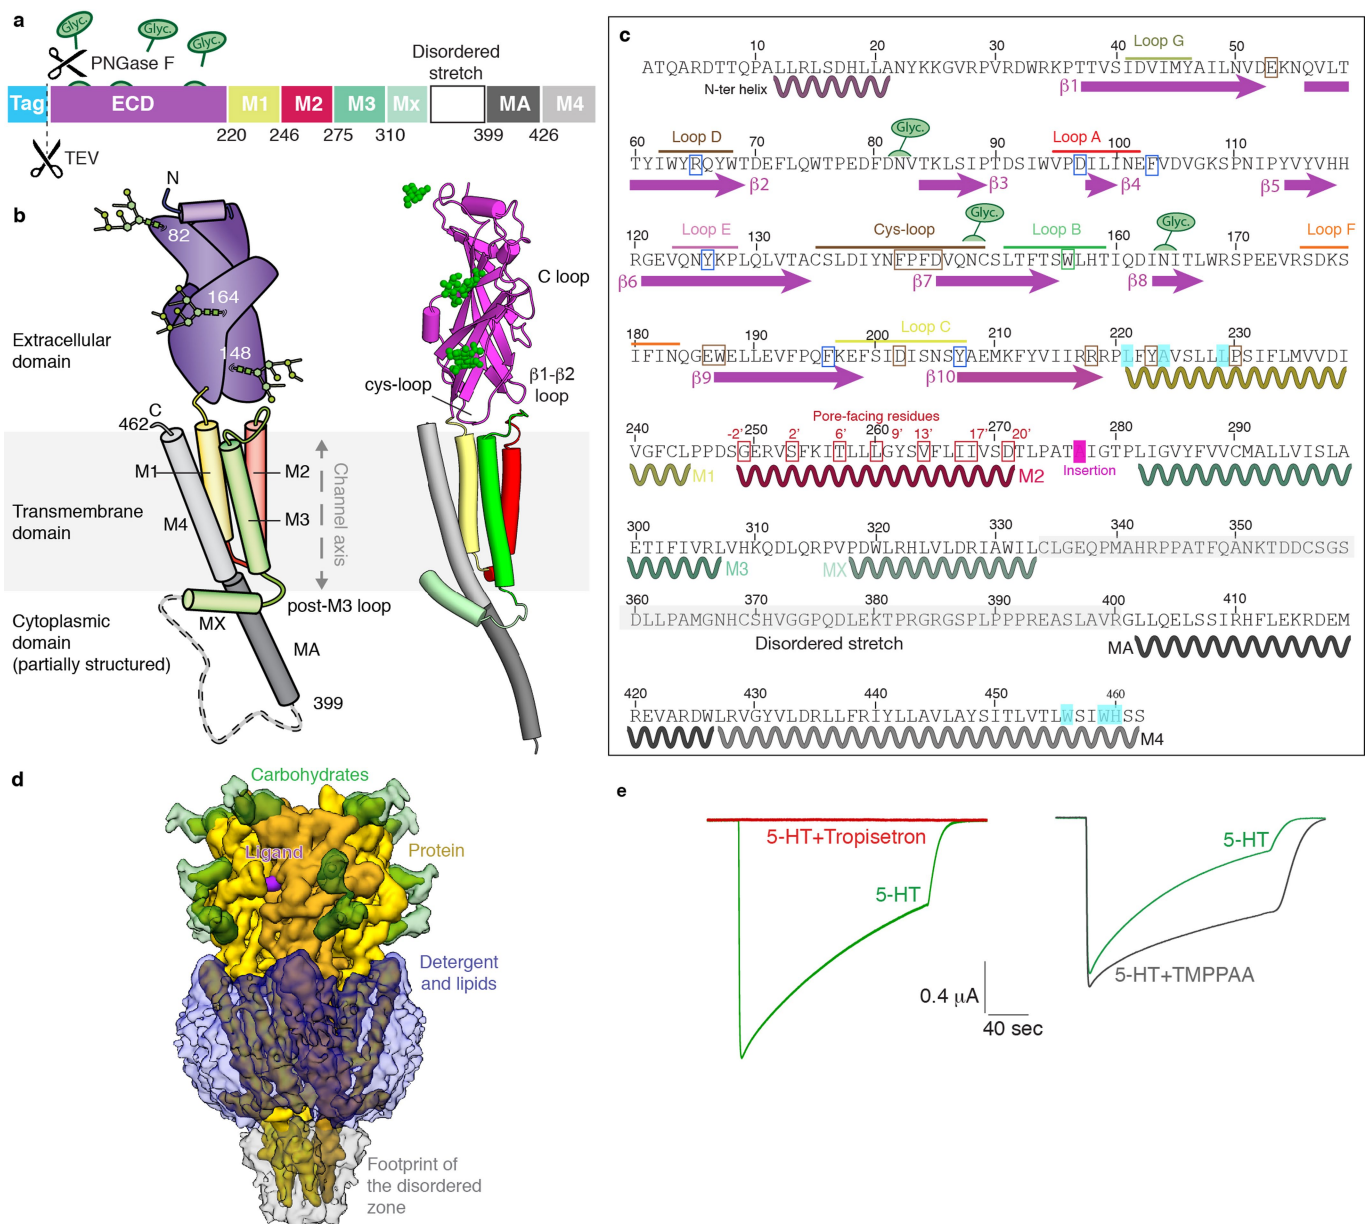 a
Glyc.
Glyc.
Glyc.
PNGase F
Disordered
stretch
Tag
ECD
M1
M2
M3
Mx
MA
M4
220 246 275 310 399 426
TEV
b
N
82
164
148
Extracellular
domain
C loop
cys-loop
β1-β2
loop
462
C
M1
M2
M4
M3
Channel axis
Transmembrane
domain
post-M3 loop
MX
Cytoplasmic
domain
(partially structured)
MA
399
c
Loop G
10 20 30 40 50
ATQARDTTQPALLRLSDHLLANYKKGVRPVRDWRKPTTVSIDVIMYAILNVDEKNQVLT
N-ter helix
β1
Loop D
Glyc.
Loop A
60 70 80 90 100 110
TYIWYRQYWTDEFLQWTPEDFDNVTKLSIPTDSIWVPDILINEFVDVGKSPNIPYVYVHH
β2
β3
β4
β5
Loop E
Cys-loop
Glyc.
Loop B
Glyc.
Loop F
120 130 140 150 160 170
RGEVQNYKPLQLVTACSLDIYNFPFDVQNCSLTFTSWLHTIQDINITLWRSPEEVRSDKS
β6
β7
β8
Loop C
180 190 200 210 220 230
IFINQGEWELLEVFPQFKEFSIDISNSYAEMKFYVIIRRRPLFYAVSLLLPSIFLMVVDI
β9
β10
Pore-facing residues
240 -2' 250 2' 6' 260 9' 13' 17' 270 20' 280 290
VGFCLPPDSGERVSFKITLLLGYSVFLIIVSDTLPAT IGTPLIGVYFVVCMALLVISLA
M1
M2
Insertion
300 310 320 330 340 350
ETIFIVRLVHKQDLQRPVPDWLRHLVLDRIAWILCLGEQPMAHRPPATFQANKTDDCSGS
M3
MX
360 370 380 390 400 410
DLLPAMGNHCSHVGGPQDLEKTPRGRGSPLPPPREASLAVRGLLQELSSIRHFLEKRDEM
Disordered stretch
MA
420 430 440 450 460
REVARDWLRVGYVLDRLLFRIYLLAVLAYSITLVTLWSIWHSS
M4
d
Carbohydrates
Ligand
Protein
Detergent
and lipids
Footprint of
the disordered
zone
e
5-HT+Tropisetron
5-HT
5-HT
5-HT+TMPPAA
0.4 μA
40 sec